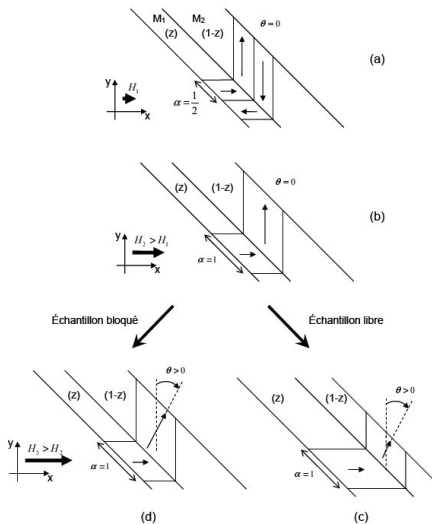 M₁ M₂
(z) (1-z)
θ = 0
(a)
y H₁
x
α = 1/2
(z) (1-z)
θ = 0
(b)
y H₂ > H₁
x
α = 1
Échantillon bloqué
Échantillon libre
θ > 0
(z) (1-z)
y H₃ > H₂
x
α = 1
(d)
θ > 0
(z) (1-z)
α = 1
(c)